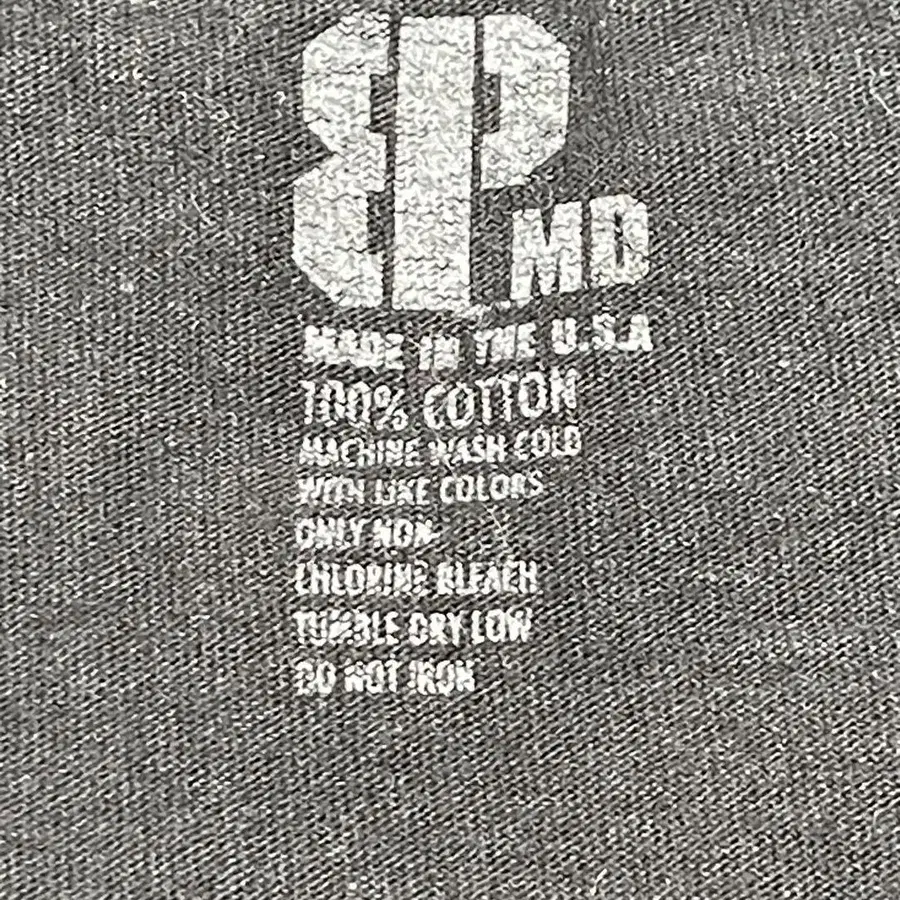 BP MD
MADE IN THE U.S.A
100% COTTON
MACHINE WASH COLD
WITH LIKE COLORS
ONLY NON-
CHLORINE BLEACH
TUMBLE DRY LOW
DO NOT IRON